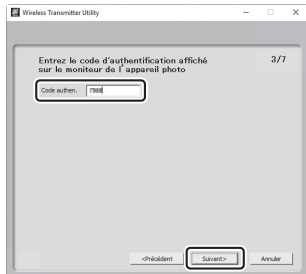 Wireless Transmitter Utility
Entrez le code d'authentification affiché
sur le moniteur de l'appareil photo
3/7
Code authen.
<Précédent
Suivant>
Annuler